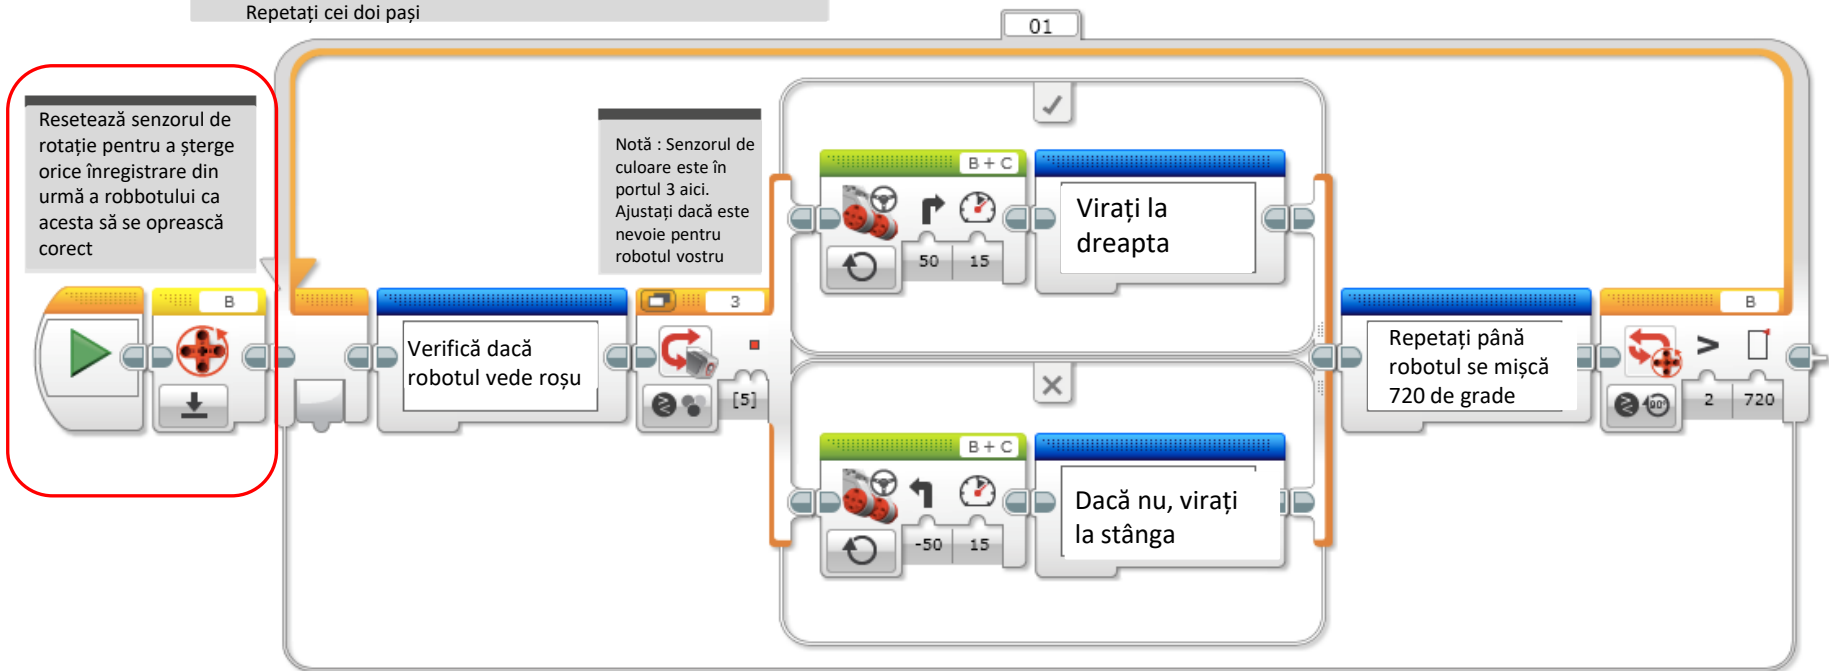 Repetați cei doi pași
01
Resetează senzorul de
rotație pentru a șterge
orice înregistrare din
urmă a robbotului ca
acesta să se oprească
corect
Notă : Senzorul de
culoare este în
portul 3 aici.
Ajustați dacă este
nevoie pentru
robotul vostru
B + C
50 15
Virați la
dreapta
B
Verifică dacă
robotul vede roșu
3
[5]
Repetați până
robotul se mișcă
720 de grade
B
>
90°
2 720
B + C
-50 15
Dacă nu, virați
la stânga